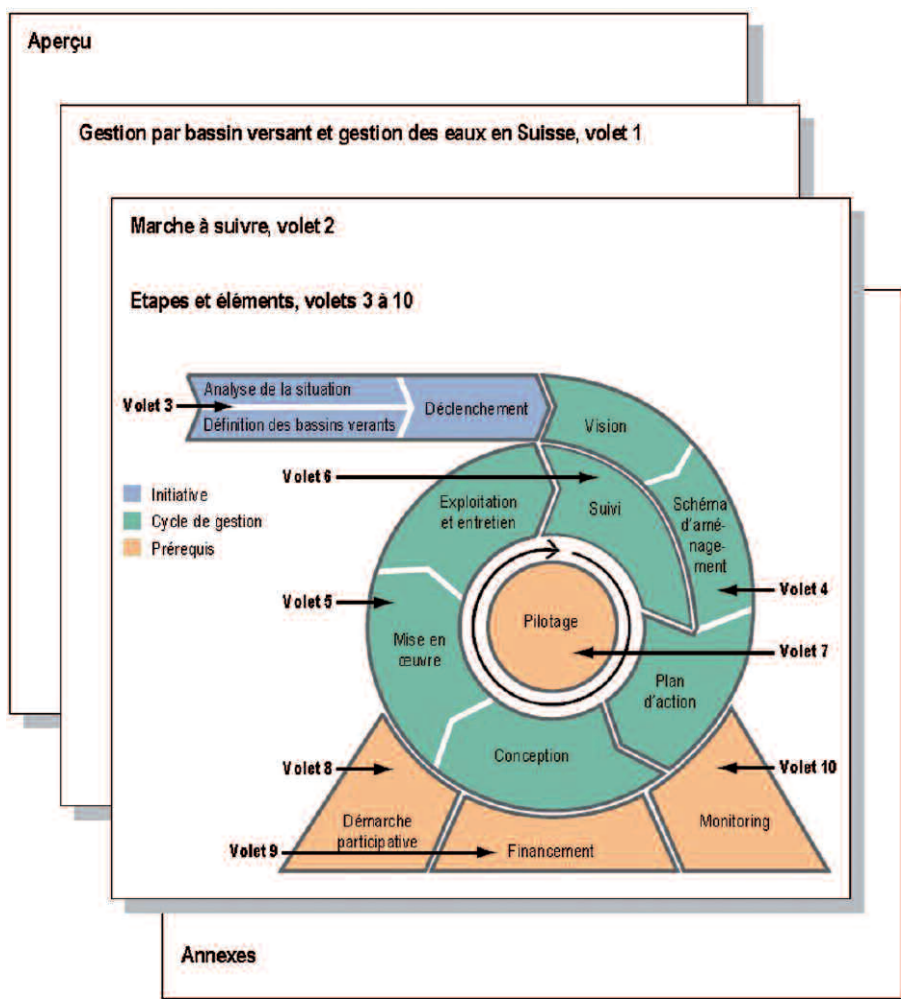 Aperçu
Gestion par bassin versant et gestion des eaux en Suisse, volet 1
Marche à suivre, volet 2
Etapes et éléments, volets 3 à 10
Volet 3
Analyse de la situation
Définition des bassins verants
Déclenchement
Vision
Volet 6
Suivi
Schéma
d'amé-
nage-
ment
Initiative
Cycle de gestion
Prérequis
Exploitation
et entretien
Volet 4
Volet 5
Pilotage
Mise en
œuvre
Volet 7
Plan
d'action
Conception
Volet 8
Volet 10
Démarche
participative
Monitoring
Volet 9
Financement
Annexes